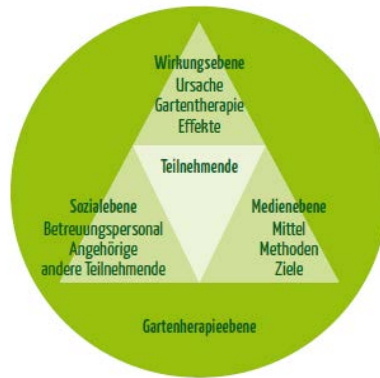 Wirkungsebene
Ursache
Gartentherapie
Effekte
Teilnehmende
Sozialebene
Betreuungspersonal
Angehörige
andere Teilnehmende
Medienebene
Mittel
Methoden
Ziele
Gartenherapieebene